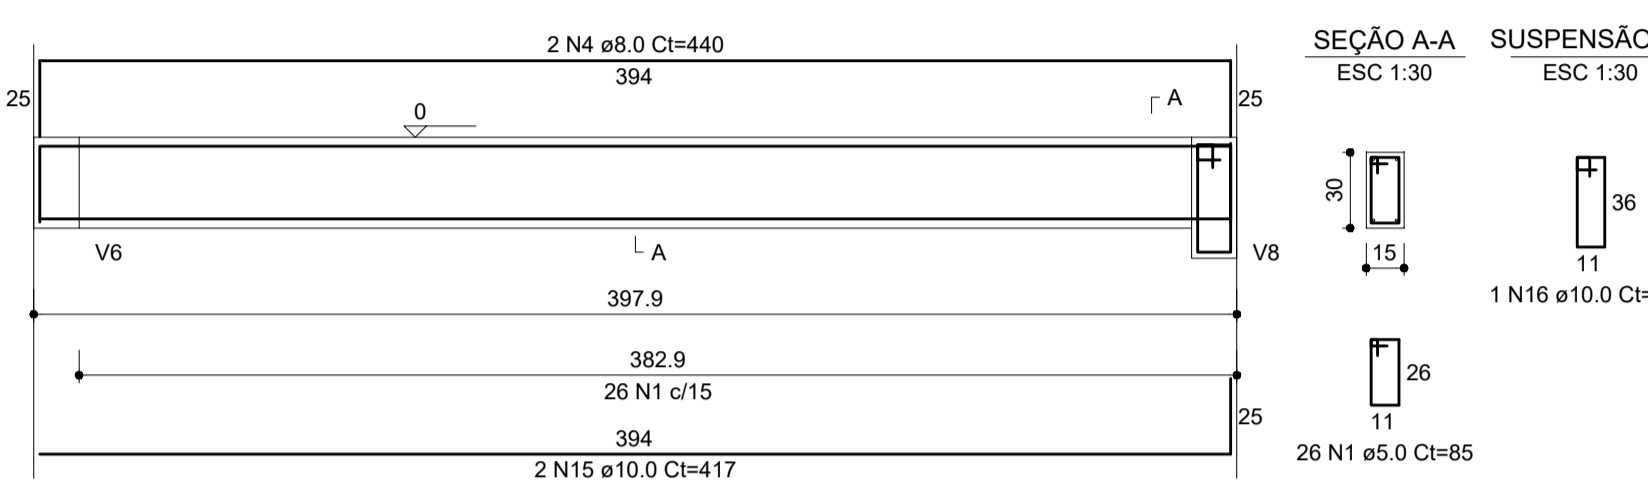 2 N4 ø8.0 Ct=440
394
25
25
0
A
V6
A
V8
397.9
382.9
26 N1 c/15
25
394
2 N15 ø10.0 Ct=417
SEÇÃO A-A
ESC 1:30
30
15
26
11
26 N1 ø5.0 Ct=85
SUSPENSÃO
ESC 1:30
36
11
1 N16 ø10.0 Ct=